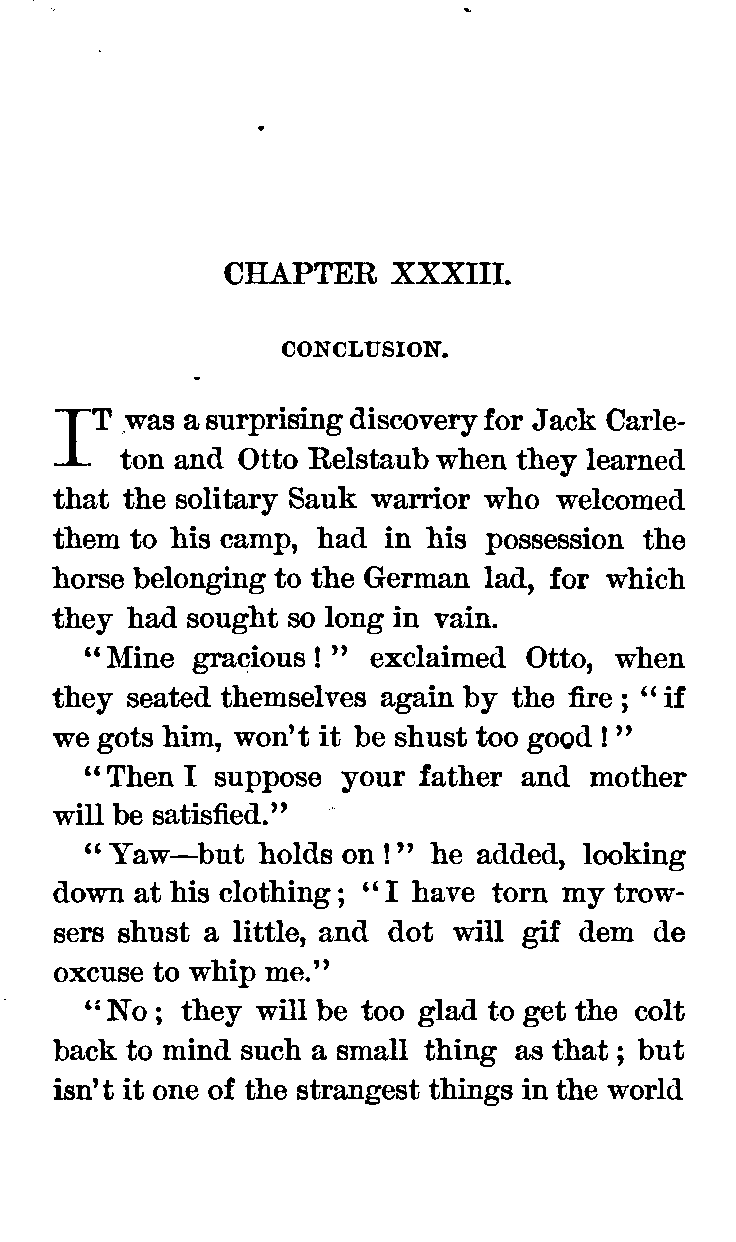 CHAPTER XXXIII.
CONCLUSION.
IT was a surprising discovery for Jack Carle-
ton and Otto Relstaub when they learned
that the solitary Sauk warrior who welcomed
them to his camp, had in his possession the
horse belonging to the German lad, for which
they had sought so long in vain.
"Mine gracious!" exclaimed Otto, when
they seated themselves again by the fire; "if
we gots him, won't it be shust too good!"
"Then I suppose your father and mother
will be satisfied."
"Yaw—but holds on!" he added, looking
down at his clothing; "I have torn my trow-
sers shust a little, and dot will gif dem de
oxcuse to whip me."
"No; they will be too glad to get the colt
back to mind such a small thing as that; but
isn't it one of the strangest things in the world